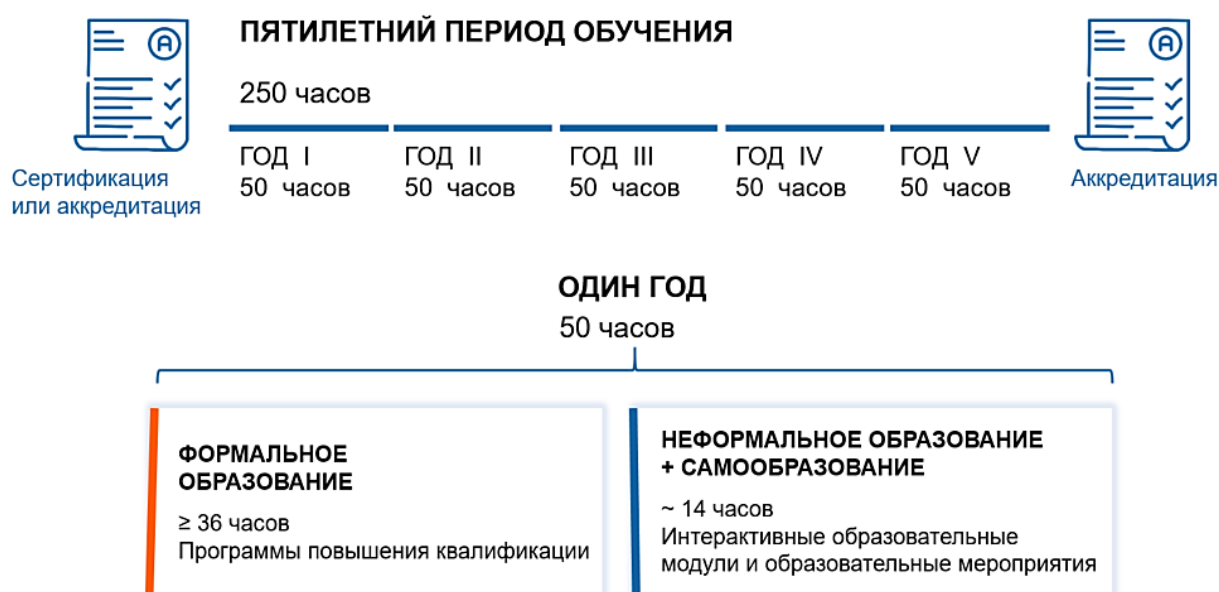 ПЯТИЛЕТНИЙ ПЕРИОД ОБУЧЕНИЯ
250 часов
ГОД I
50 часов
ГОД II
50 часов
ГОД III
50 часов
ГОД IV
50 часов
ГОД V
50 часов
Сертификация
или аккредитация
Аккредитация
ОДИН ГОД
50 часов
ФОРМАЛЬНОЕ
ОБРАЗОВАНИЕ
≥ 36 часов
Программы повышения квалификации
НЕФОРМАЛЬНОЕ ОБРАЗОВАНИЕ
+ САМООБРАЗОВАНИЕ
~ 14 часов
Интерактивные образовательные
модули и образовательные мероприятия